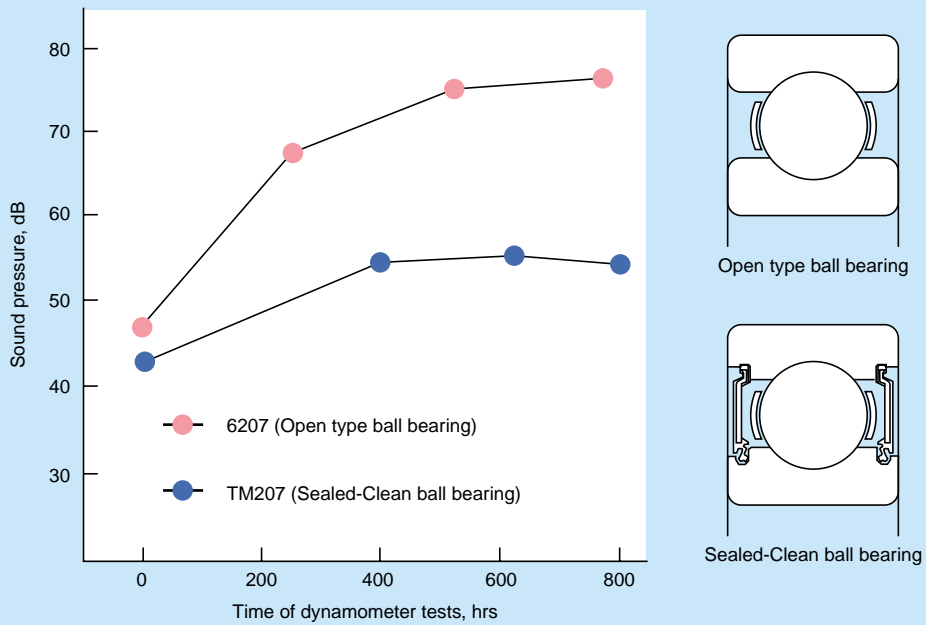 80
70
60
50
40
30
Sound pressure, dB
6207 (Open type ball bearing)
TM207 (Sealed-Clean ball bearing)
0 200 400 600 800
Time of dynamometer tests, hrs
Open type ball bearing
Sealed-Clean ball bearing